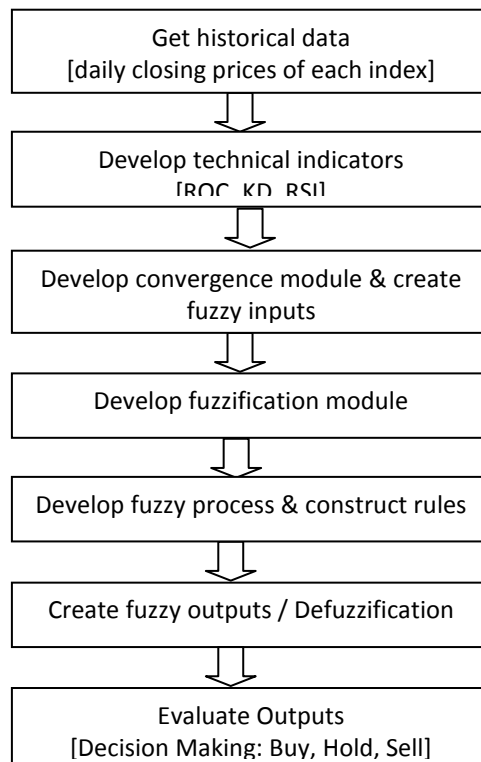 Get historical data
[daily closing prices of each index]
Develop technical indicators
[ROC, KD, RSI]
Develop convergence module & create
fuzzy inputs
Develop fuzzification module
Develop fuzzy process & construct rules
Create fuzzy outputs / Defuzzification
Evaluate Outputs
[Decision Making: Buy, Hold, Sell]